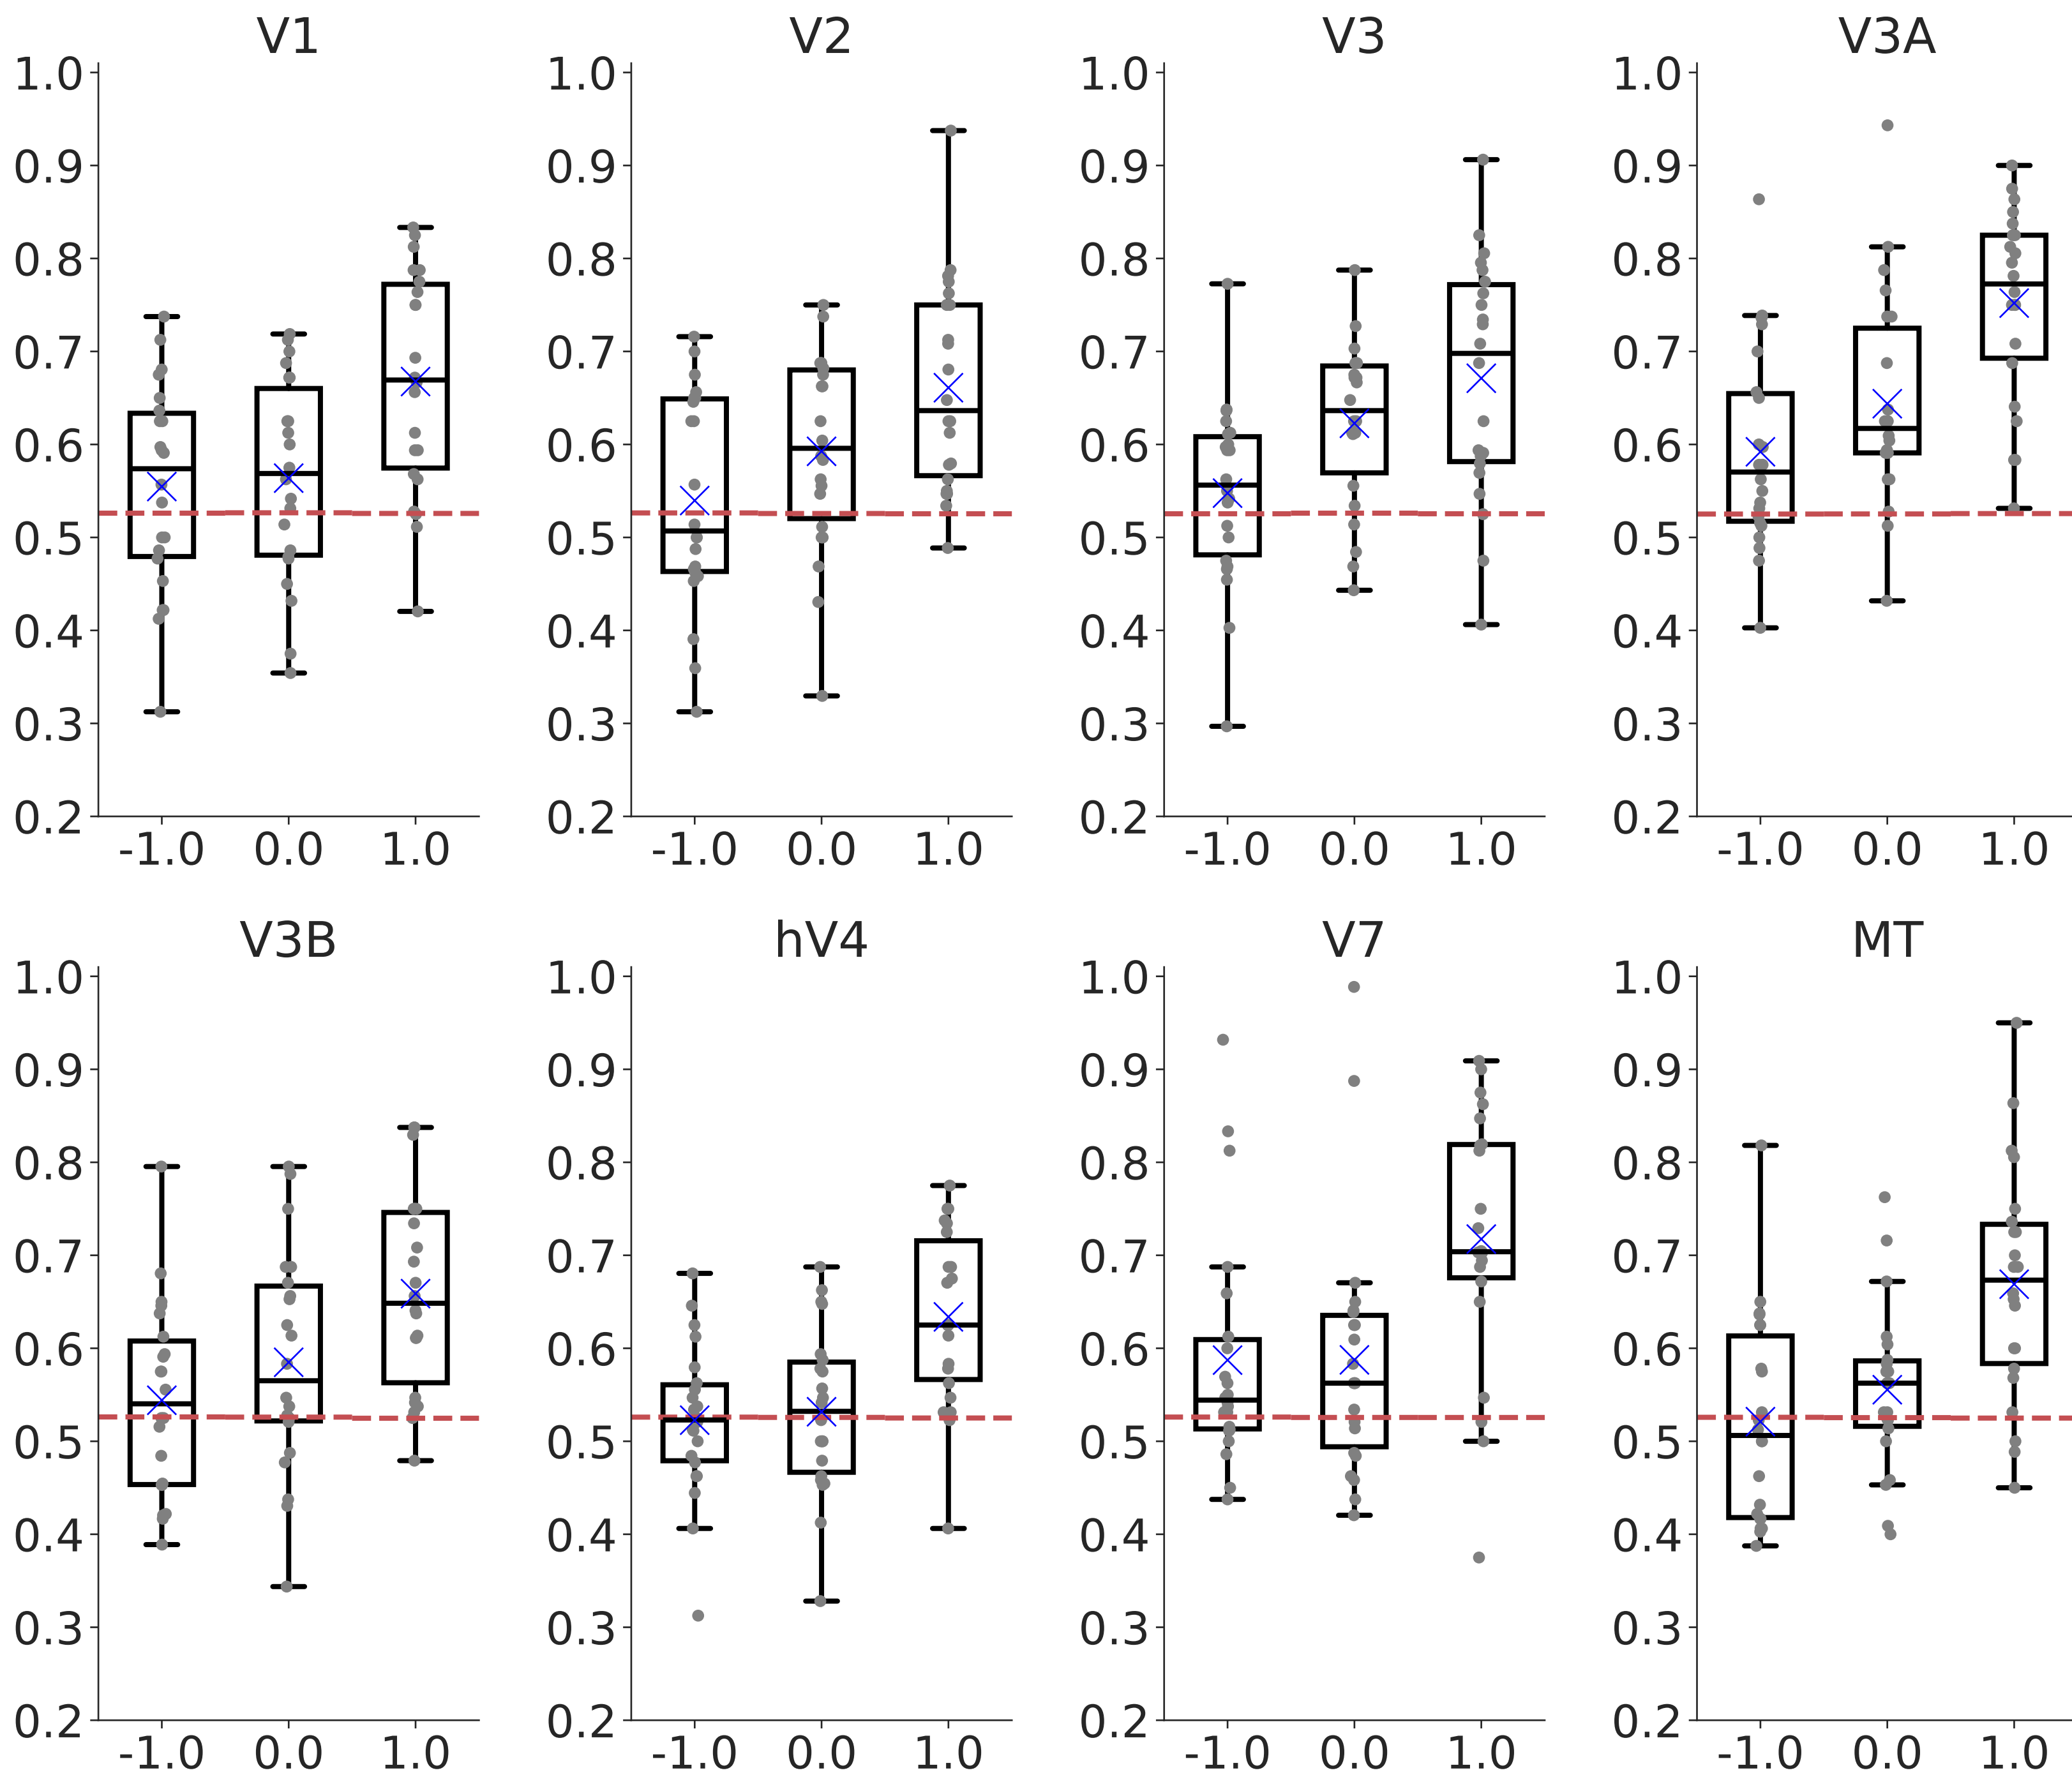 V1
V2
V3
V3A
1.0 1.0 1.0 1.0
0.9 0.9 0.9 0.9
0.8 0.8 0.8 0.8
0.7 0.7 0.7 0.7
0.6 0.6 0.6 0.6
0.5 0.5 0.5 0.5
0.4 0.4 0.4 0.4
0.3 0.3 0.3 0.3
0.2 0.2 0.2 0.2
-1.0 0.0 1.0 -1.0 0.0 1.0 -1.0 0.0 1.0 -1.0 0.0 1.0
V3B
hV4
V7
MT
1.0 1.0 1.0 1.0
0.9 0.9 0.9 0.9
0.8 0.8 0.8 0.8
0.7 0.7 0.7 0.7
0.6 0.6 0.6 0.6
0.5 0.5 0.5 0.5
0.4 0.4 0.4 0.4
0.3 0.3 0.3 0.3
0.2 0.2 0.2 0.2
-1.0 0.0 1.0 -1.0 0.0 1.0 -1.0 0.0 1.0 -1.0 0.0 1.0